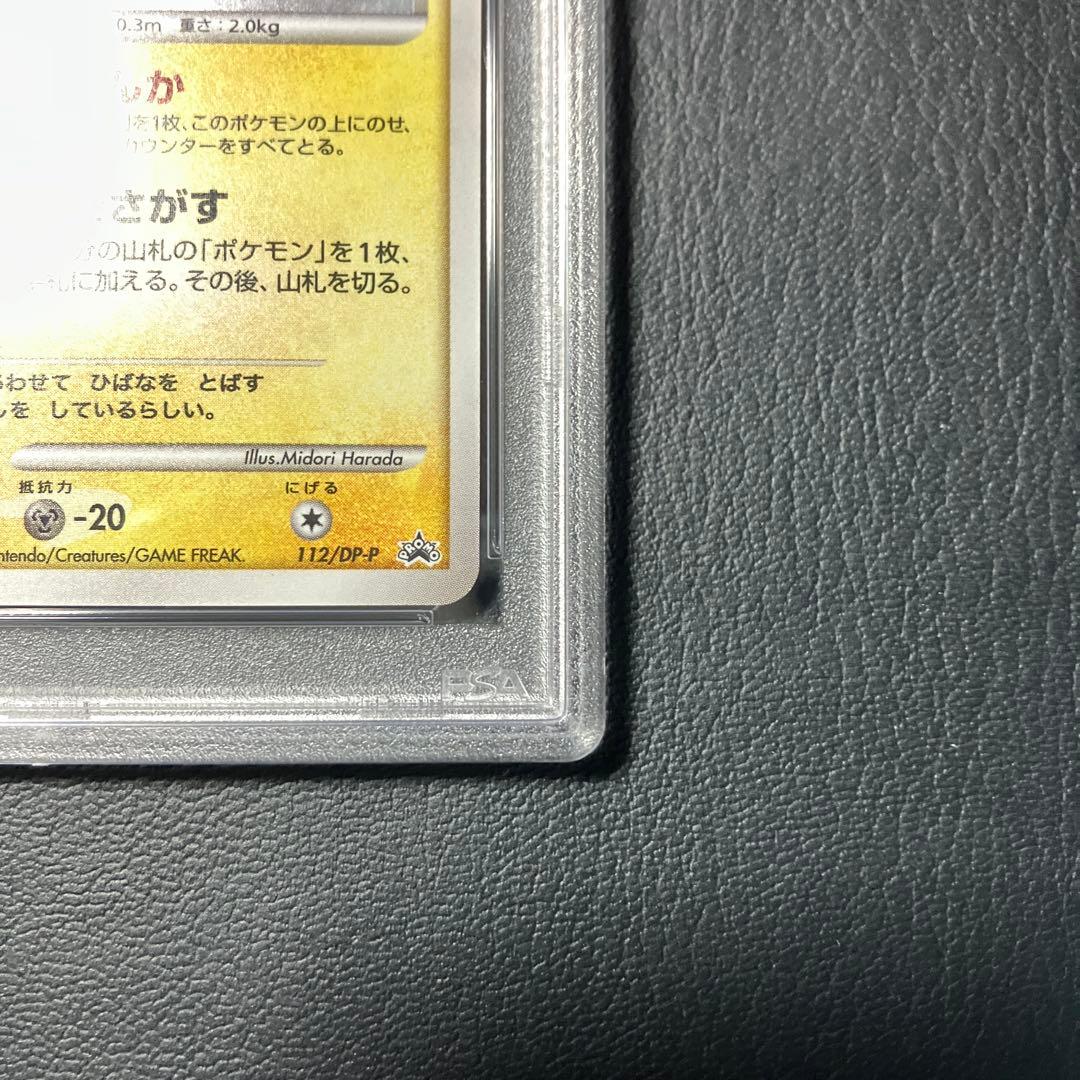 0.3m 重さ：2.0kg
か
を1枚、このポケモンの上にのせ、
カウンターをすべてとる。
さがす
の山札の「ポケモン」を1枚、
に加える。その後、山札を切る。
わせて ひばなを とばす
を しているらしい。
Illus.Midori Harada
抵抗力
にげる
-20
ntendo/Creatures/GAME FREAK.
112/DP-P
PROMO
PSA